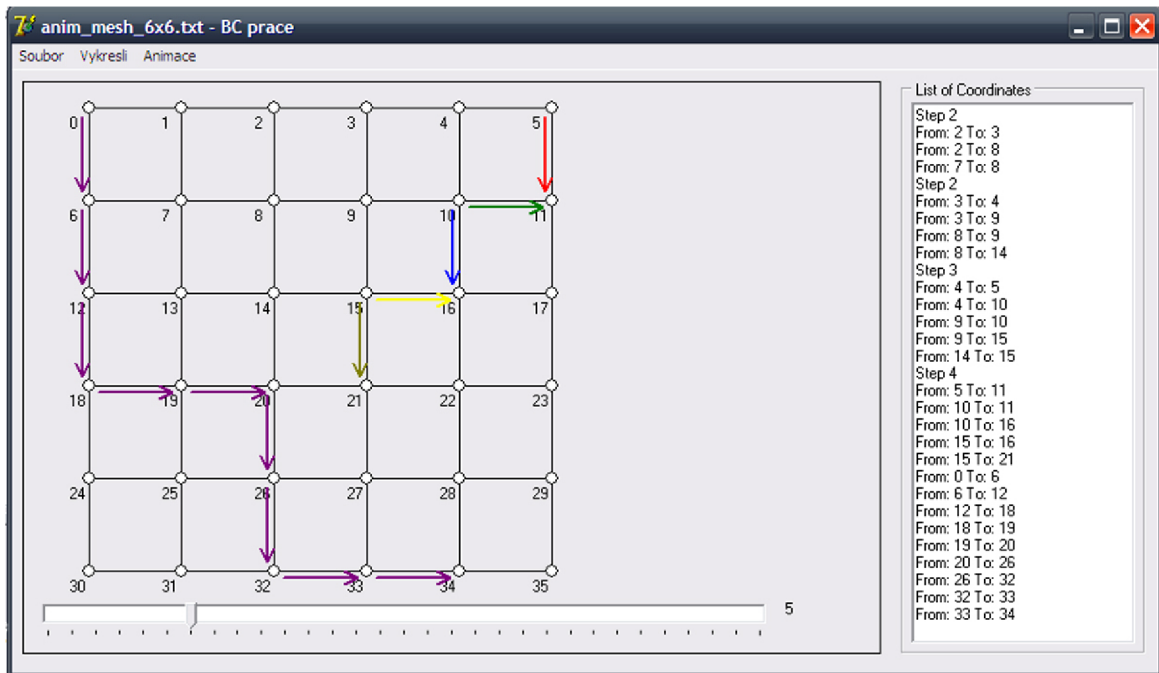 anim_mesh_6x6.txt - BC prace
Soubor Vykresli Animace
0 1 2 3 4 5
6 7 8 9 10 11
12 13 14 15 16 17
18 19 20 21 22 23
24 25 26 27 28 29
30 31 32 33 34 35
5
List of Coordinates
Step 2
From: 2 To: 3
From: 2 To: 8
From: 7 To: 8
Step 2
From: 3 To: 4
From: 3 To: 9
From: 8 To: 9
From: 8 To: 14
Step 3
From: 4 To: 5
From: 4 To: 10
From: 9 To: 10
From: 9 To: 15
From: 14 To: 15
Step 4
From: 5 To: 11
From: 10 To: 11
From: 10 To: 16
From: 15 To: 16
From: 15 To: 21
From: 0 To: 6
From: 6 To: 12
From: 12 To: 18
From: 18 To: 19
From: 19 To: 20
From: 20 To: 26
From: 26 To: 32
From: 32 To: 33
From: 33 To: 34